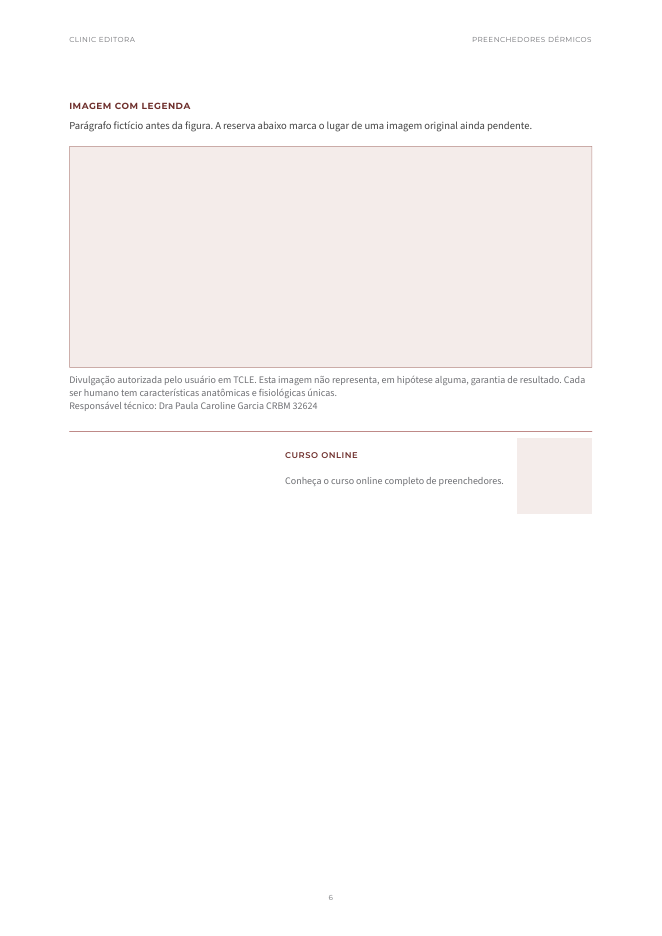 CLINIC EDITORA
PREENCHEDORES DÉRMICOS
IMAGEM COM LEGENDA
Parágrafo fictício antes da figura. A reserva abaixo marca o lugar de uma imagem original ainda pendente.
Divulgação autorizada pelo usuário em TCLE. Esta imagem não representa, em hipótese alguma, garantia de resultado. Cada
ser humano tem características anatômicas e fisiológicas únicas.
Responsável técnico: Dra Paula Caroline Garcia CRBM 32624
CURSO ONLINE
Conheça o curso online completo de preenchedores.
6